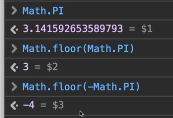 > Math.PI
< 3.141592653589793 = $1
> Math.floor(Math.PI)
< 3 = $2
> Math.floor(-Math.PI)
< -4 = $3